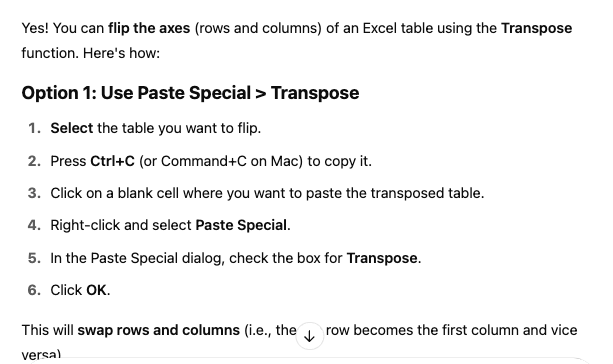 Yes! You can flip the axes (rows and columns) of an Excel table using the Transpose
function. Here's how:
Option 1: Use Paste Special > Transpose
1. Select the table you want to flip.
2. Press Ctrl+C (or Command+C on Mac) to copy it.
3. Click on a blank cell where you want to paste the transposed table.
4. Right-click and select Paste Special.
5. In the Paste Special dialog, check the box for Transpose.
6. Click OK.
This will swap rows and columns (i.e., the row becomes the first column and vice
versa)